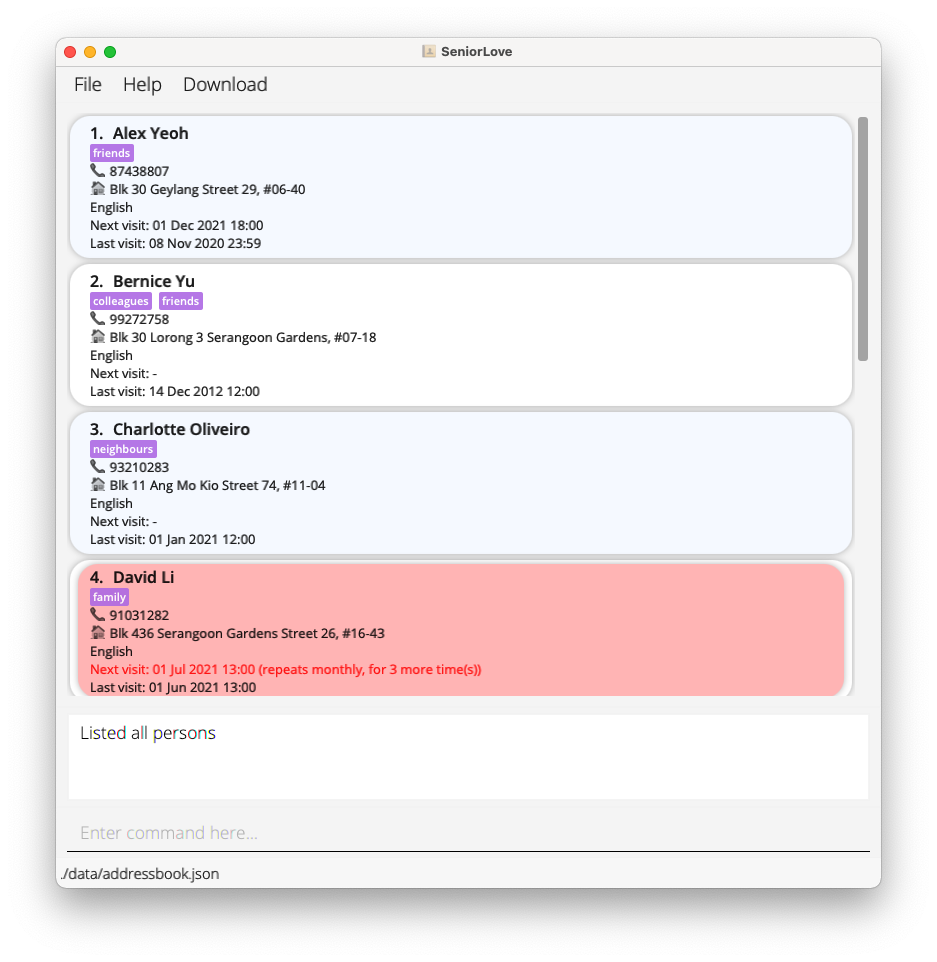 SeniorLove
File Help Download
1. Alex Yeoh
friends
87438807
Blk 30 Geylang Street 29, #06-40
English
Next visit: 01 Dec 2021 18:00
Last visit: 08 Nov 2020 23:59
2. Bernice Yu
colleagues friends
99272758
Blk 30 Lorong 3 Serangoon Gardens, #07-18
English
Next visit: -
Last visit: 14 Dec 2012 12:00
3. Charlotte Oliveiro
neighbours
93210283
Blk 11 Ang Mo Kio Street 74, #11-04
English
Next visit: -
Last visit: 01 Jan 2021 12:00
4. David Li
family
91031282
Blk 436 Serangoon Gardens Street 26, #16-43
English
Next visit: 01 Jul 2021 13:00 (repeats monthly, for 3 more time(s))
Last visit: 01 Jun 2021 13:00
Listed all persons
Enter command here...
./data/addressbook.json